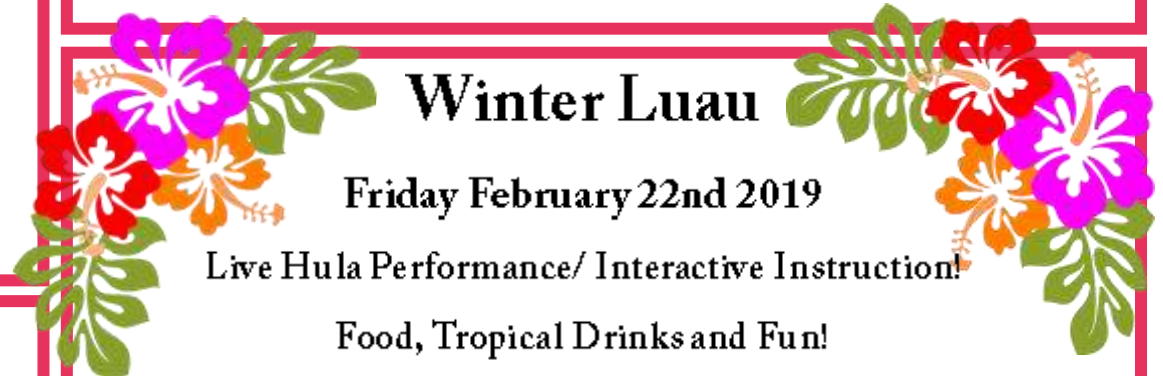 Winter Luau
Friday February 22nd 2019
Live Hula Performance/ Interactive Instruction!
Food, Tropical Drinks and Fun!